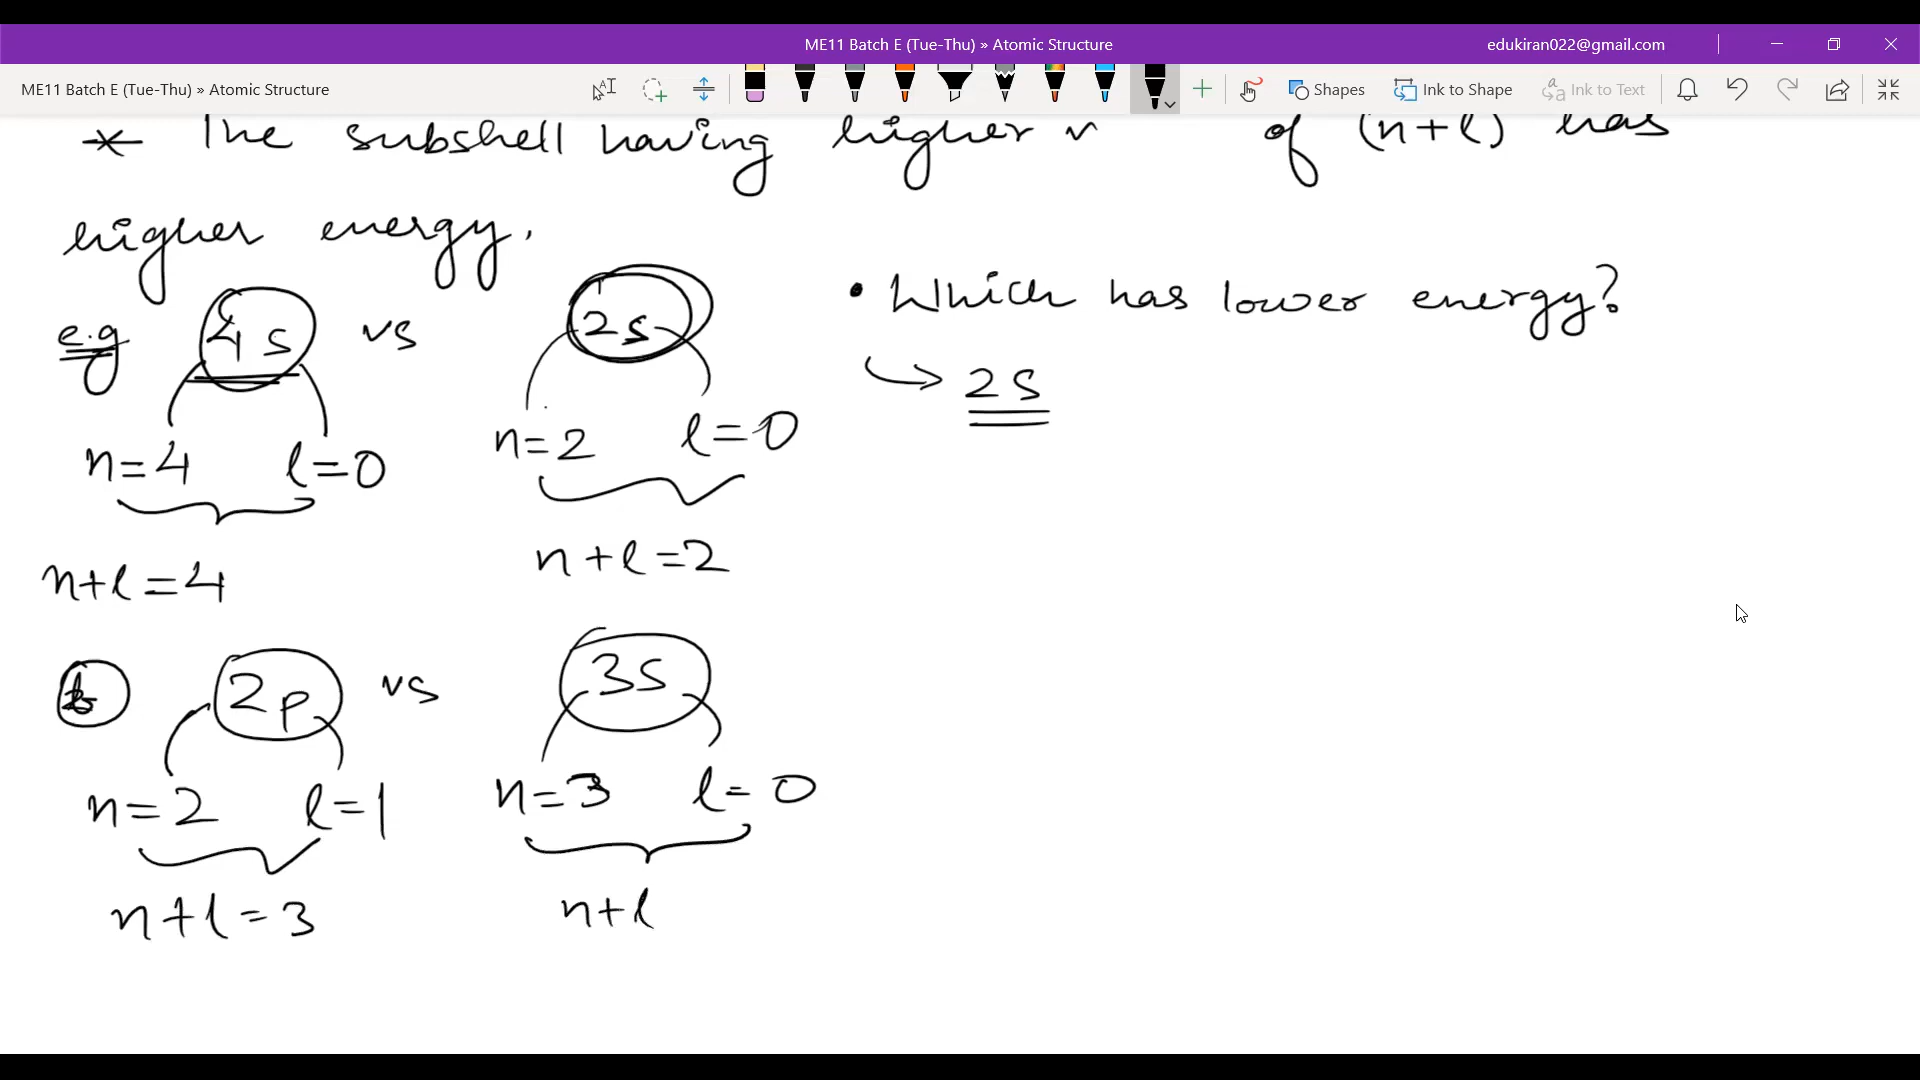 ME11 Batch E (Tue-Thu) » Atomic Structure
edukiran022@gmail.com
ME11 Batch E (Tue-Thu) » Atomic Structure
Shapes
Ink to Shape
Ink to Text
* The subshell having higher of (n+l) has
higher energy.
• Which has lower energy?
e.g 4s vs 2s
→ 2s
n=4 l=0 n=2 l=0
n+l=4 n+l=2
2p vs 3s
n=2 l=1 n=3 l=0
n+l=3 n+l